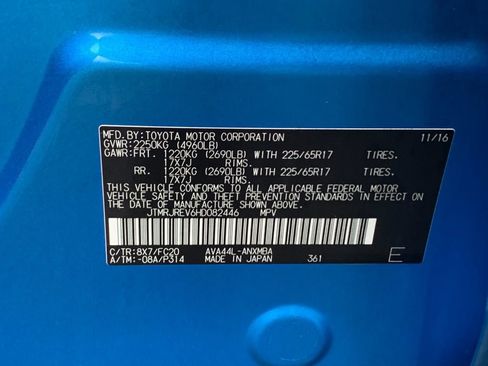 MFD.BY:TOYOTA MOTOR CORPORATION 11/16
GVWR:2250KG (4960LB)
GAWR:FRT. 1220KG (2690LB) WITH 225/65R17 TIRES.
17X7J RIMS.
RR. 1220KG (2690LB) WITH 225/65R17 TIRES.
17X7J RIMS.
THIS VEHICLE CONFORMS TO ALL APPLICABLE FEDERAL MOTOR
VEHICLE SAFETY AND THEFT PREVENTION STANDARDS IN EFFECT ON
THE DATE OF MANUFACTURE SHOWN ABOVE.
JTMRJREV6HD082446 MPV
C/TR:8X7/FC20 AVA44L-ANXMBA
A/TM:-08A/P314 MADE IN JAPAN 361 E